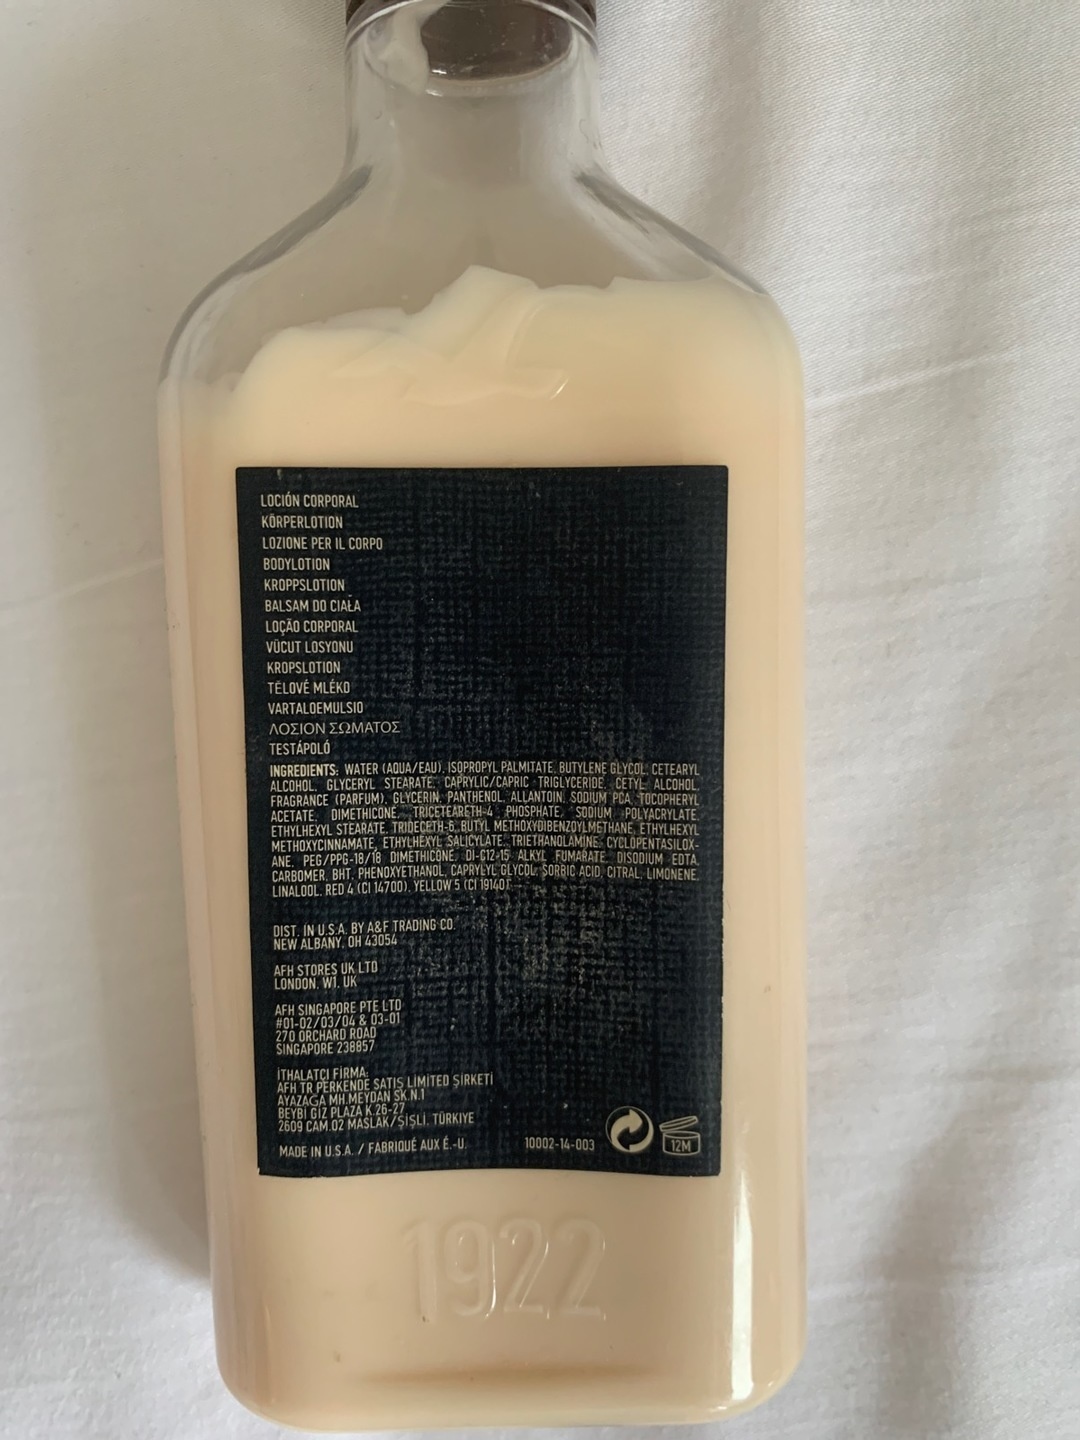 LOCIÓN CORPORAL
KÖRPERLOTION
LOZIONE PER IL CORPO
BODYLOTION
KROPPSLOTION
BALSAM DO CIAŁA
LOÇÃO CORPORAL
VÜCUT LOSYONU
KROPSLOTION
TĚLOVÉ MLÉKO
VARTALOEMULSIO
ΛΟΣΙΟΝ ΣΩΜΑΤΟΣ
TESTÁPOLÓ
INGREDIENTS: WATER (AQUA/EAU), ISOPROPYL PALMITATE, BUTYLENE GLYCOL, CETEARYL
ALCOHOL, GLYCERYL STEARATE, CAPRYLIC/CAPRIC TRIGLYCERIDE, CETYL ALCOHOL,
FRAGRANCE (PARFUM), GLYCERIN, PANTHENOL, ALLANTOIN, SODIUM PCA, TOCOPHERYL
ACETATE, DIMETHICONE, TRICETEARETH-4 PHOSPHATE, SODIUM POLYACRYLATE,
ETHYLHEXYL STEARATE, TRIDECETH-6, BUTYL METHOXYDIBENZOYLMETHANE, ETHYLHEXYL
METHOXYCINNAMATE, ETHYLHEXYL SALICYLATE, TRIETHANOLAMINE, CYCLOPENTASILOX-
ANE, PEG/PPG-18/18 DIMETHICONE, DI-C12-15 ALKYL FUMARATE, DISODIUM EDTA,
CARBOMER, BHT, PHENOXYETHANOL, CAPRYLYL GLYCOL, SORBIC ACID, CITRAL, LIMONENE,
LINALOOL, RED 4 (CI 14700), YELLOW 5 (CI 19140)
DIST. IN U.S.A. BY A&F TRADING CO.
NEW ALBANY, OH 43054
AFH STORES UK LTD
LONDON, W1, UK
AFH SINGAPORE PTE LTD
#01-02/03/04 & 03-01
270 ORCHARD ROAD
SINGAPORE 238857
İTHALATÇI FİRMA:
AFH TR PERKENDE SATIŞ LIMITED ŞIRKETİ
AYAZAGA MH.MEYDAN SK.N.1
BEYBİ GİZ PLAZA K.26-27
2609 CAM.02 MASLAK/ŞİŞLİ, TÜRKIYE
MADE IN U.S.A. / FABRIQUÉ AUX É.-U. 10002-14-003 12M
1922